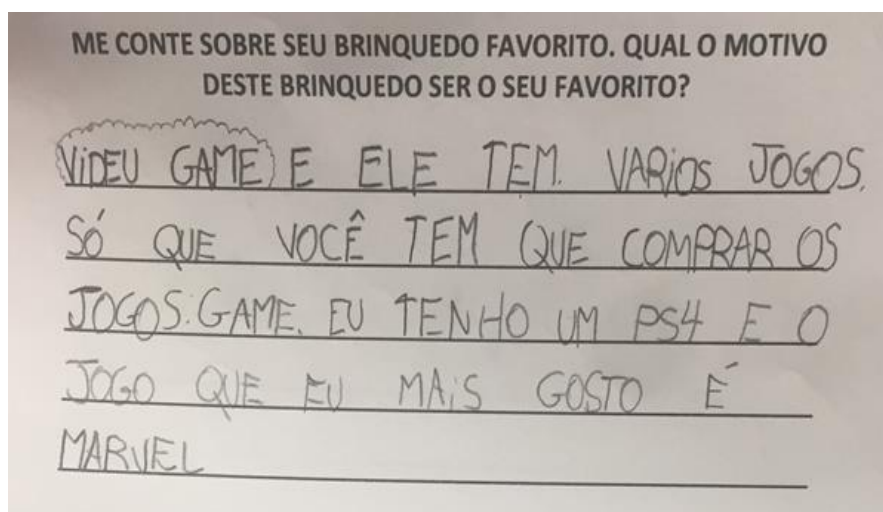 ME CONTE SOBRE SEU BRINQUEDO FAVORITO. QUAL O MOTIVO
DESTE BRINQUEDO SER O SEU FAVORITO?
ViDEU GAME E ELE TEM. VARiOS JOGOS.
SÓ QUE VOCÊ TEM QUE COMPRAR OS
JOGOS.GAME. EU TENHO UM PS4 E O
JOGO QUE EU MAiS GOSTO É
MARVEL